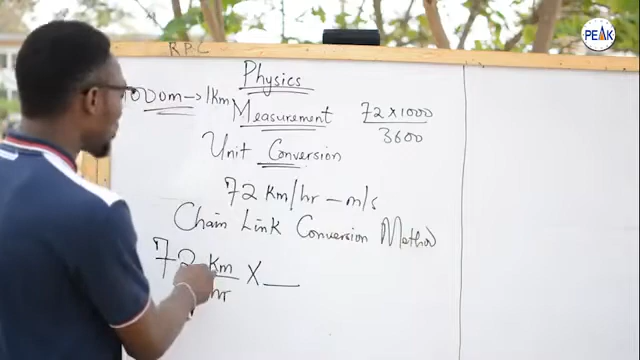 PEAK
R.P.C
Physics
1000m → 1Km
Measurement
72 x 1000
3600
Unit Conversion
72 Km/hr – m/s
Chain Link Conversion Method
72 Km
hr
X __